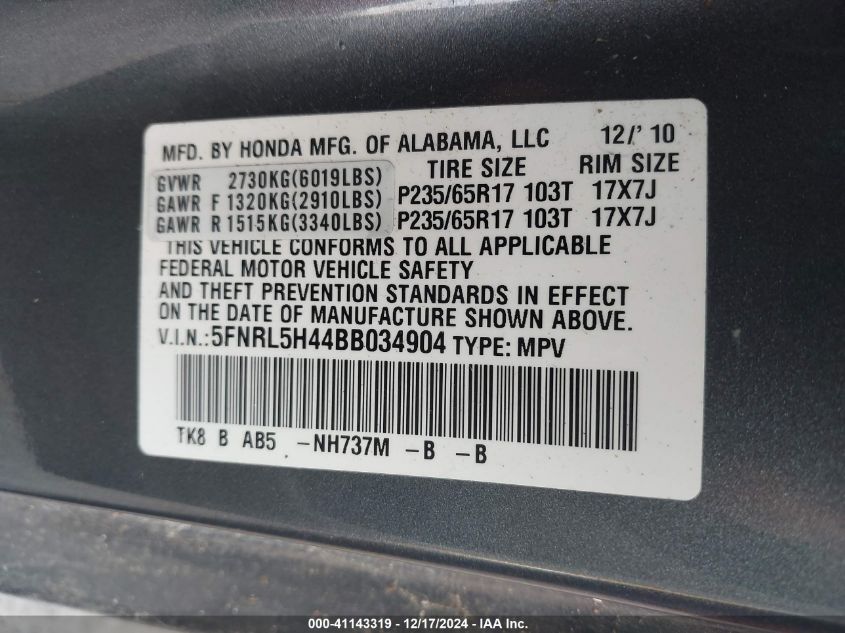 MFD. BY HONDA MFG. OF ALABAMA, LLC 12/' 10
TIRE SIZE RIM SIZE
GVWR 2730KG(6019LBS)
GAWR F 1320KG(2910LBS) P235/65R17 103T 17X7J
GAWR R 1515KG(3340LBS) P235/65R17 103T 17X7J
THIS VEHICLE CONFORMS TO ALL APPLICABLE
FEDERAL MOTOR VEHICLE SAFETY
AND THEFT PREVENTION STANDARDS IN EFFECT
ON THE DATE OF MANUFACTURE SHOWN ABOVE.
V.I.N.:5FNRL5H44BB034904 TYPE: MPV
TK8 B AB5 -NH737M -B -B
000-41143319 - 12/17/2024 - IAA Inc.